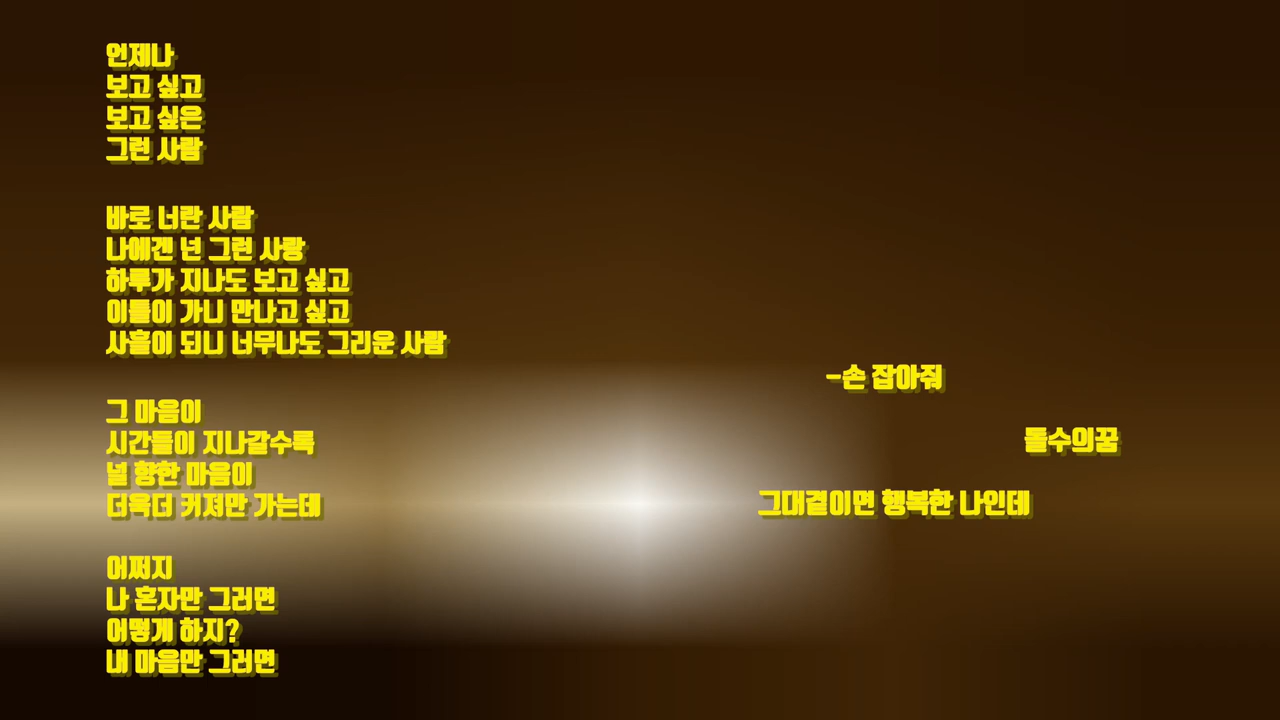 언제나
보고 싶고
보고 싶은
그런 사람
바로 너란 사람
나에겐 넌 그런 사랑
하루가 지나도 보고 싶고
이틀이 가니 만나고 싶고
사흘이 되니 너무나도 그리운 사람
그 마음이
시간들이 지나갈수록
널 향한 마음이
더욱더 커져만 가는데
어쩌지
나 혼자만 그러면
어떻게 하지?
내 마음만 그러면
-손 잡아줘
돌수의꿈
그대곁이면 행복한 나인데